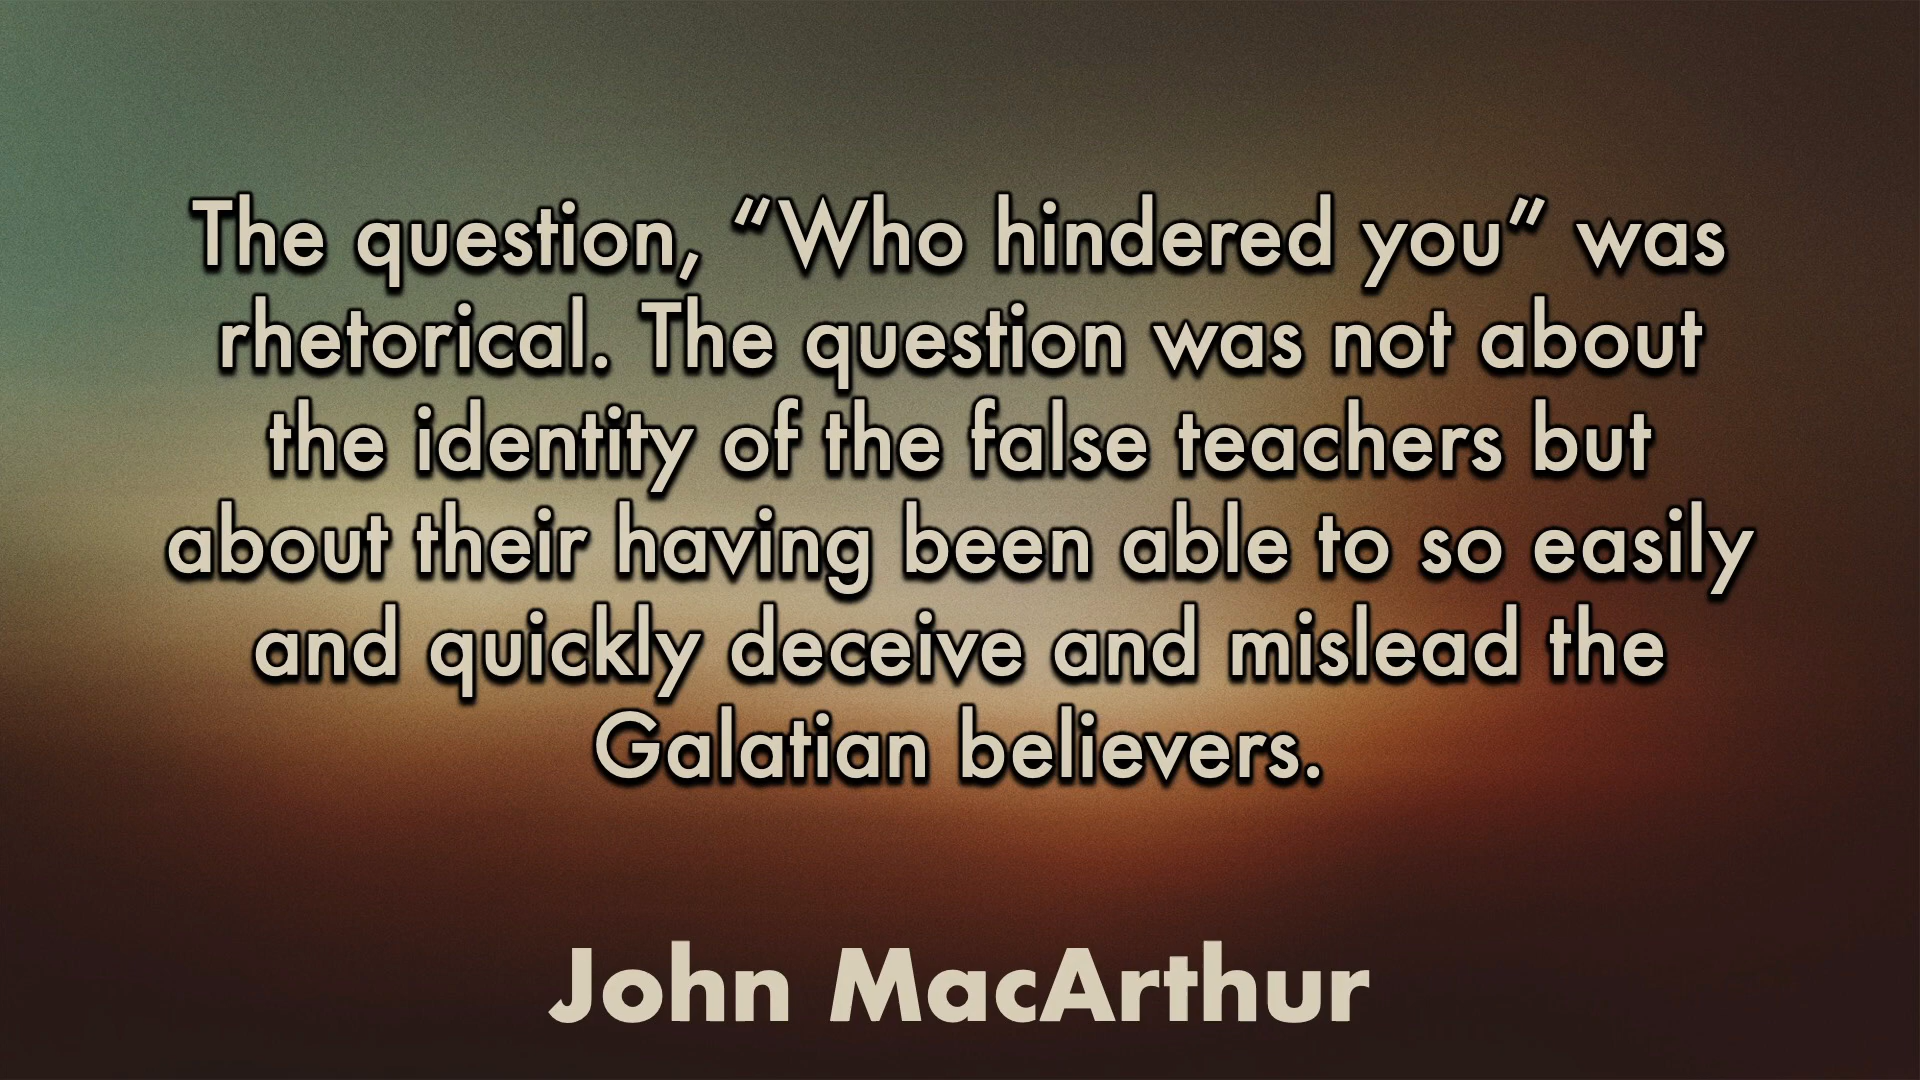 The question, “Who hindered you” was
rhetorical. The question was not about
the identity of the false teachers but
about their having been able to so easily
and quickly deceive and mislead the
Galatian believers.
John MacArthur